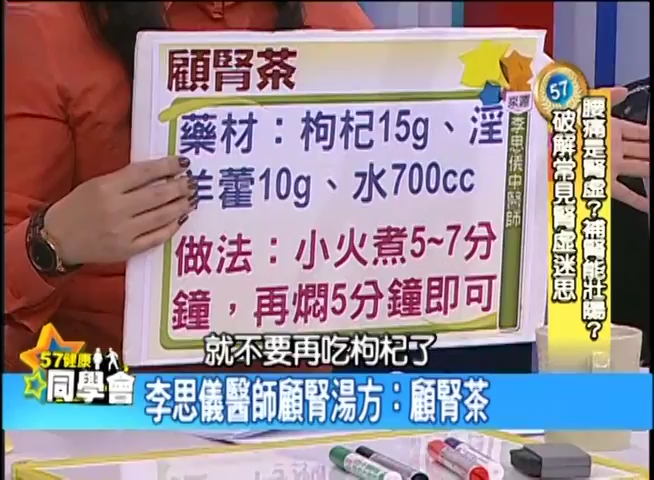 顧腎茶
藥材：枸杞15g、淫
羊藿10g、水700cc
做法：小火煮5~7分
鐘，再燜5分鐘即可
來源
李思儀中醫師
57
腰痛是腎虛？補腎能壯陽？
破解常見腎虛迷思
就不要再吃枸杞了
57健康
同學會
李思儀醫師顧腎湯方：顧腎茶